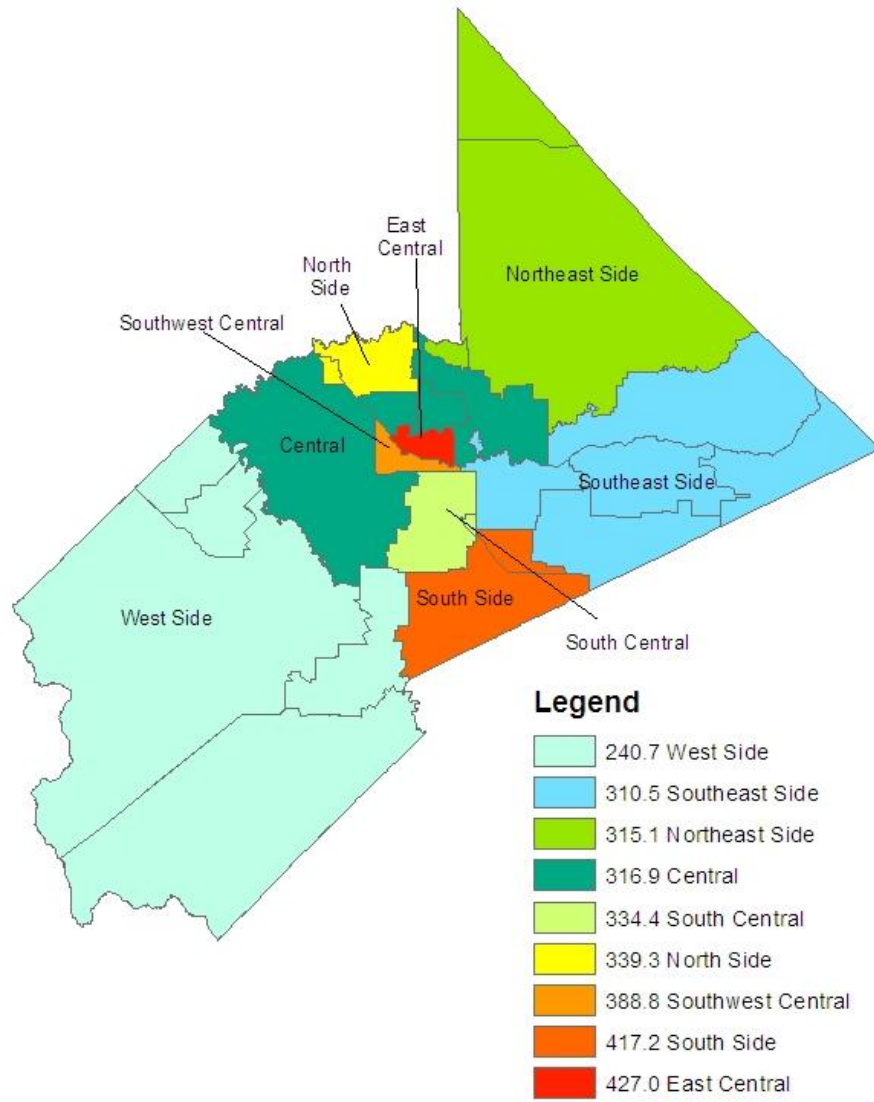 East
Central
North
Side
Northeast Side
Southwest Central
Central
Southeast Side
West Side
South Side
South Central
Legend
240.7 West Side
310.5 Southeast Side
315.1 Northeast Side
316.9 Central
334.4 South Central
339.3 North Side
388.8 Southwest Central
417.2 South Side
427.0 East Central